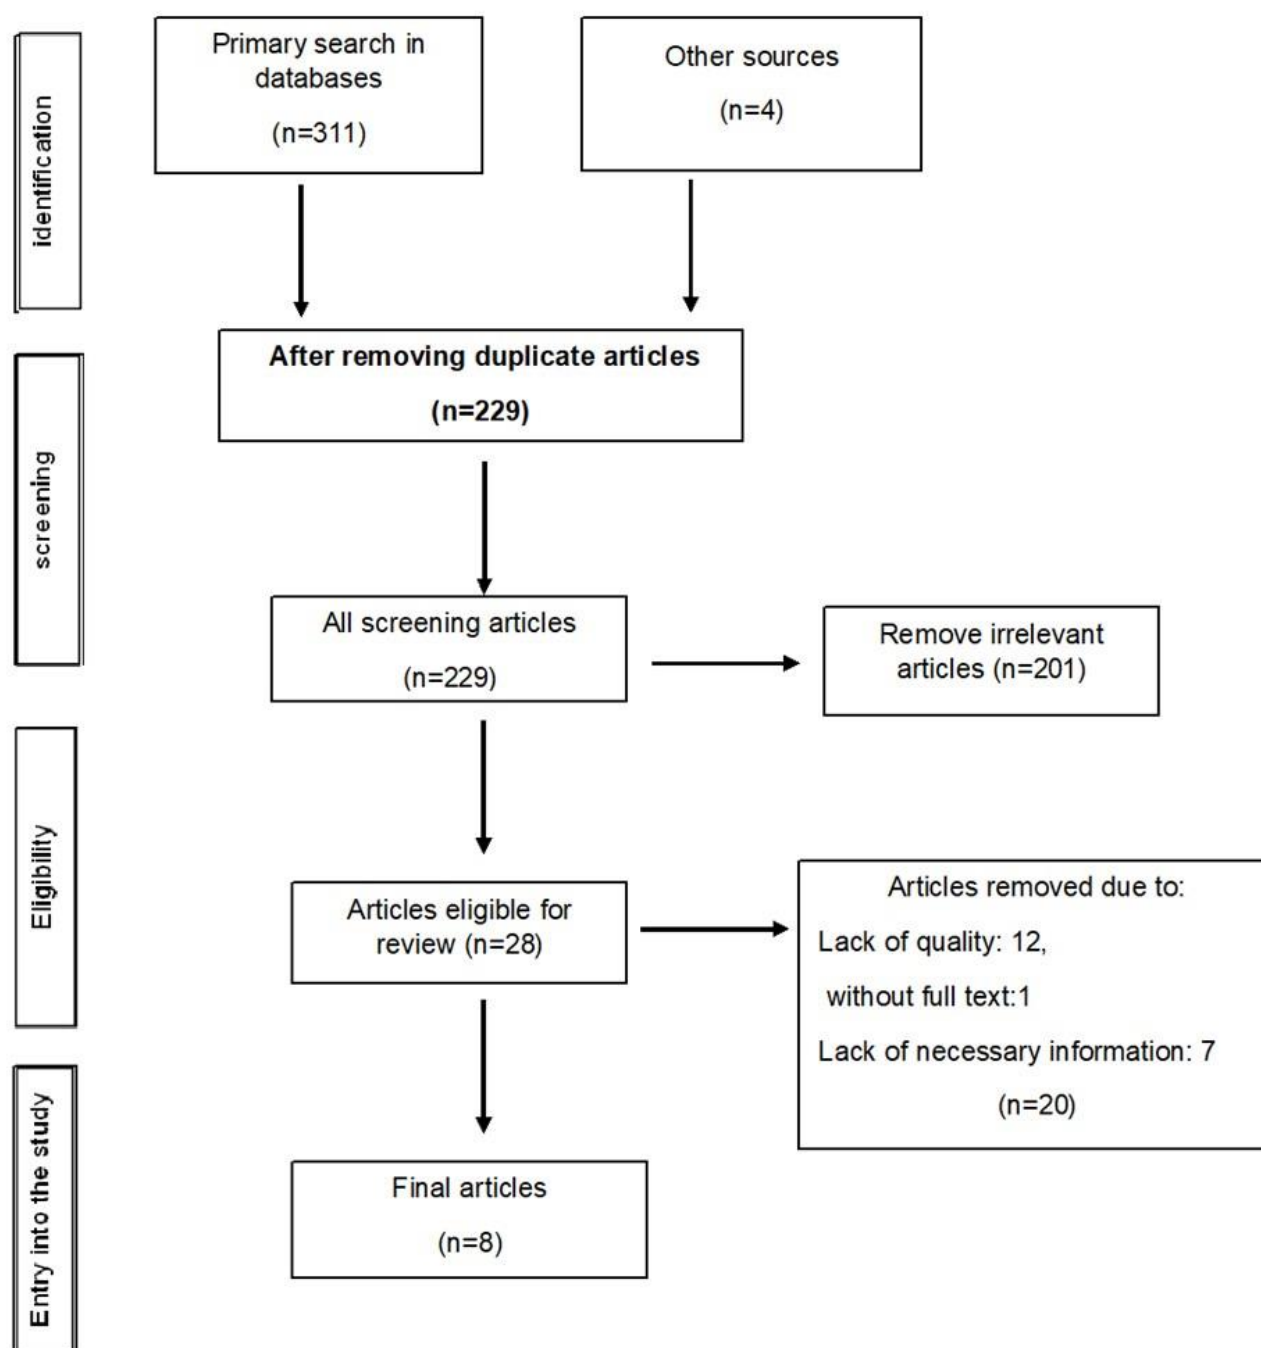 identification
Primary search in
databases
(n=311)
Other sources
(n=4)
screening
After removing duplicate articles
(n=229)
All screening articles
(n=229)
Remove irrelevant
articles (n=201)
Eligibility
Articles eligible for
review (n=28)
Articles removed due to:
Lack of quality: 12,
without full text:1
Lack of necessary information: 7
(n=20)
Entry into the study
Final articles
(n=8)